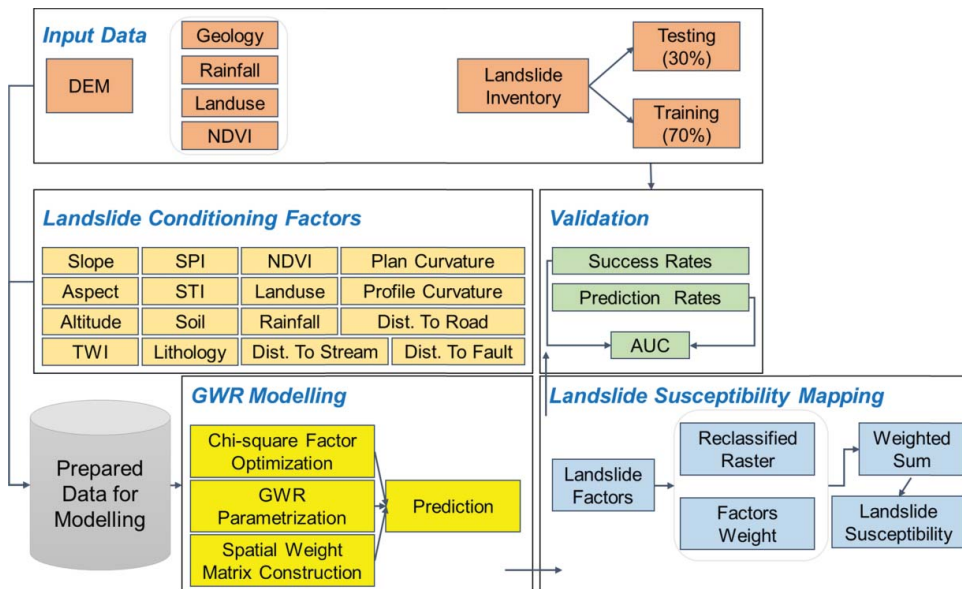 Input Data
DEM
Geology
Rainfall
Landuse
NDVI
Landslide
Inventory
Testing
(30%)
Training
(70%)
Landslide Conditioning Factors
Slope
SPI
NDVI
Plan Curvature
Aspect
STI
Landuse
Profile Curvature
Altitude
Soil
Rainfall
Dist. To Road
TWI
Lithology
Dist. To Stream
Dist. To Fault
Validation
Success Rates
Prediction Rates
AUC
Prepared
Data for
Modelling
GWR Modelling
Chi-square Factor
Optimization
GWR
Parametrization
Spatial Weight
Matrix Construction
Prediction
Landslide Susceptibility Mapping
Landslide
Factors
Reclassified
Raster
Factors
Weight
Weighted
Sum
Landslide
Susceptibility